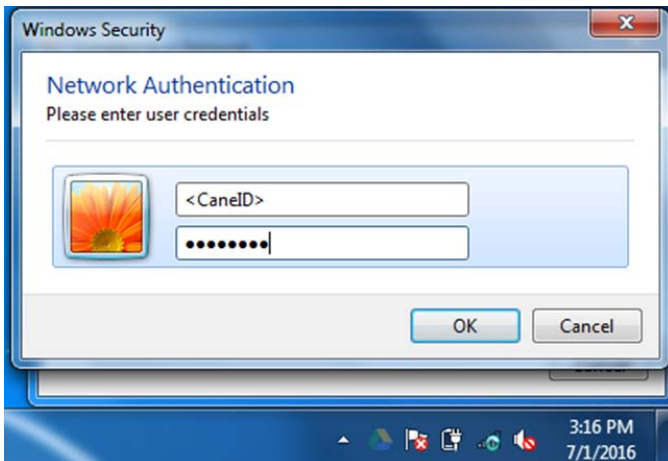 Windows Security
Network Authentication
Please enter user credentials
<CaneID>
OK
Cancel
3:16 PM
7/1/2016